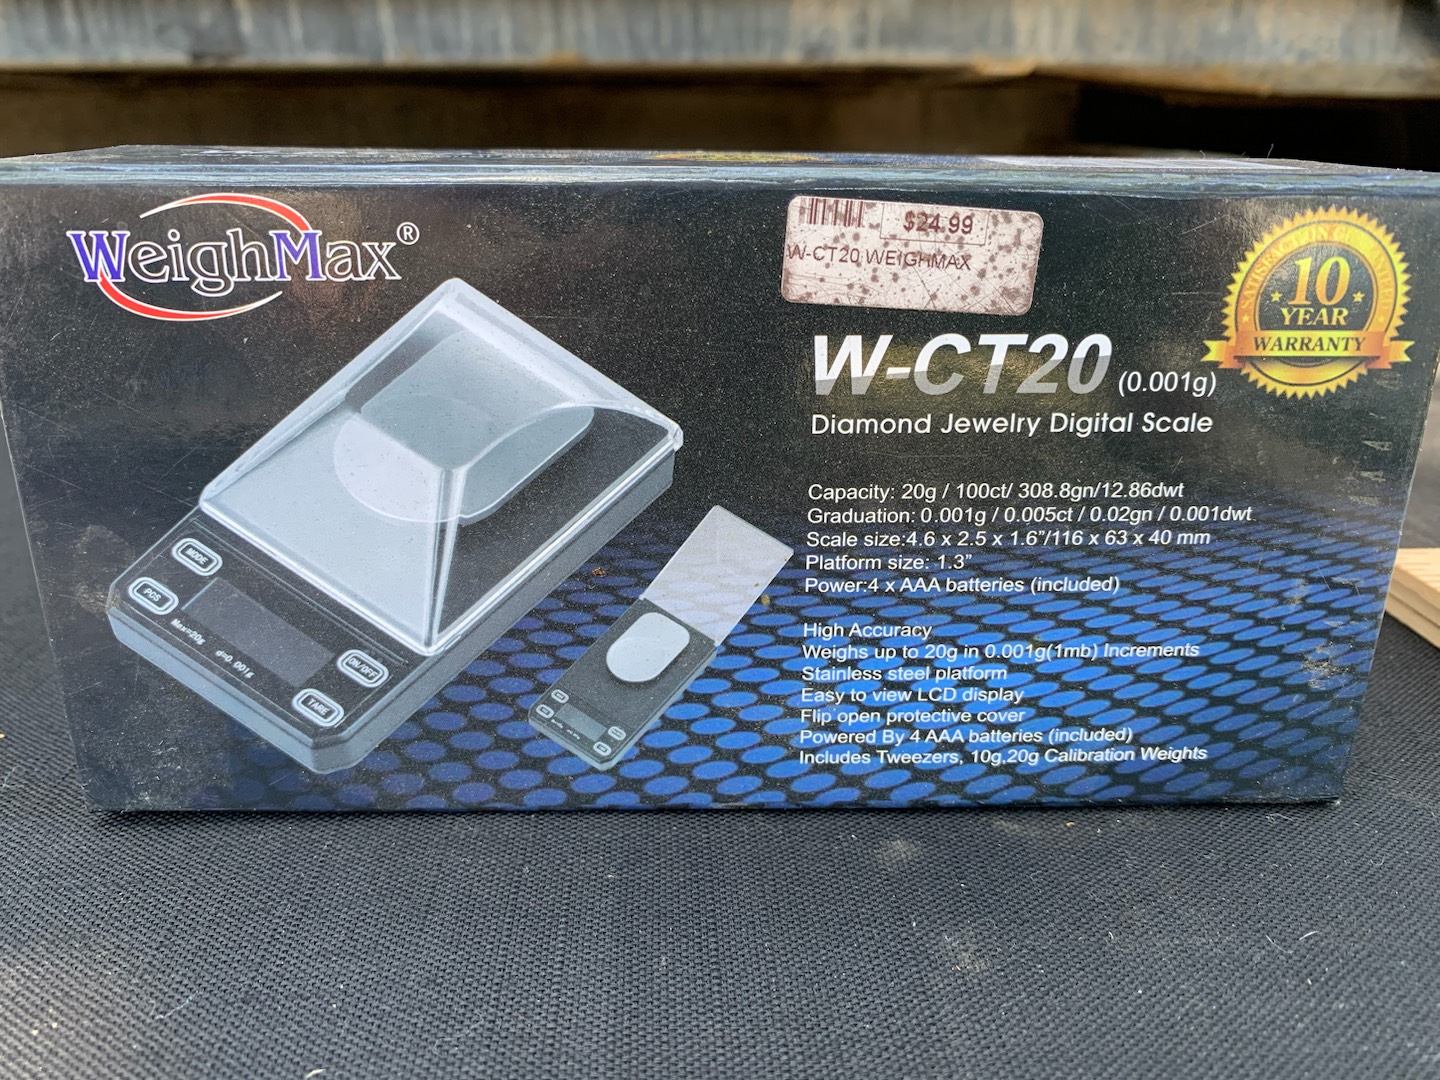 WeighMax®
$24.99
W-CT20 WEIGHMAX
10
YEAR
WARRANTY
W-CT20 (0.001g)
Diamond Jewelry Digital Scale
Capacity: 20g / 100ct/ 308.8gn/12.86dwt
Graduation: 0.001g / 0.005ct / 0.02gn / 0.001dwt
Scale size:4.6 x 2.5 x 1.6"/116 x 63 x 40 mm
Platform size: 1.3"
Power:4 x AAA batteries (included)
High Accuracy
Weighs up to 20g in 0.001g(1mb) Increments
Stainless steel platform
Easy to view LCD display
Flip open protective cover
Powered By 4 AAA batteries (included)
Includes Tweezers, 10g,20g Calibration Weights
MODE
PCS
Max=20g d=0.001g
ON/OFF
TARE